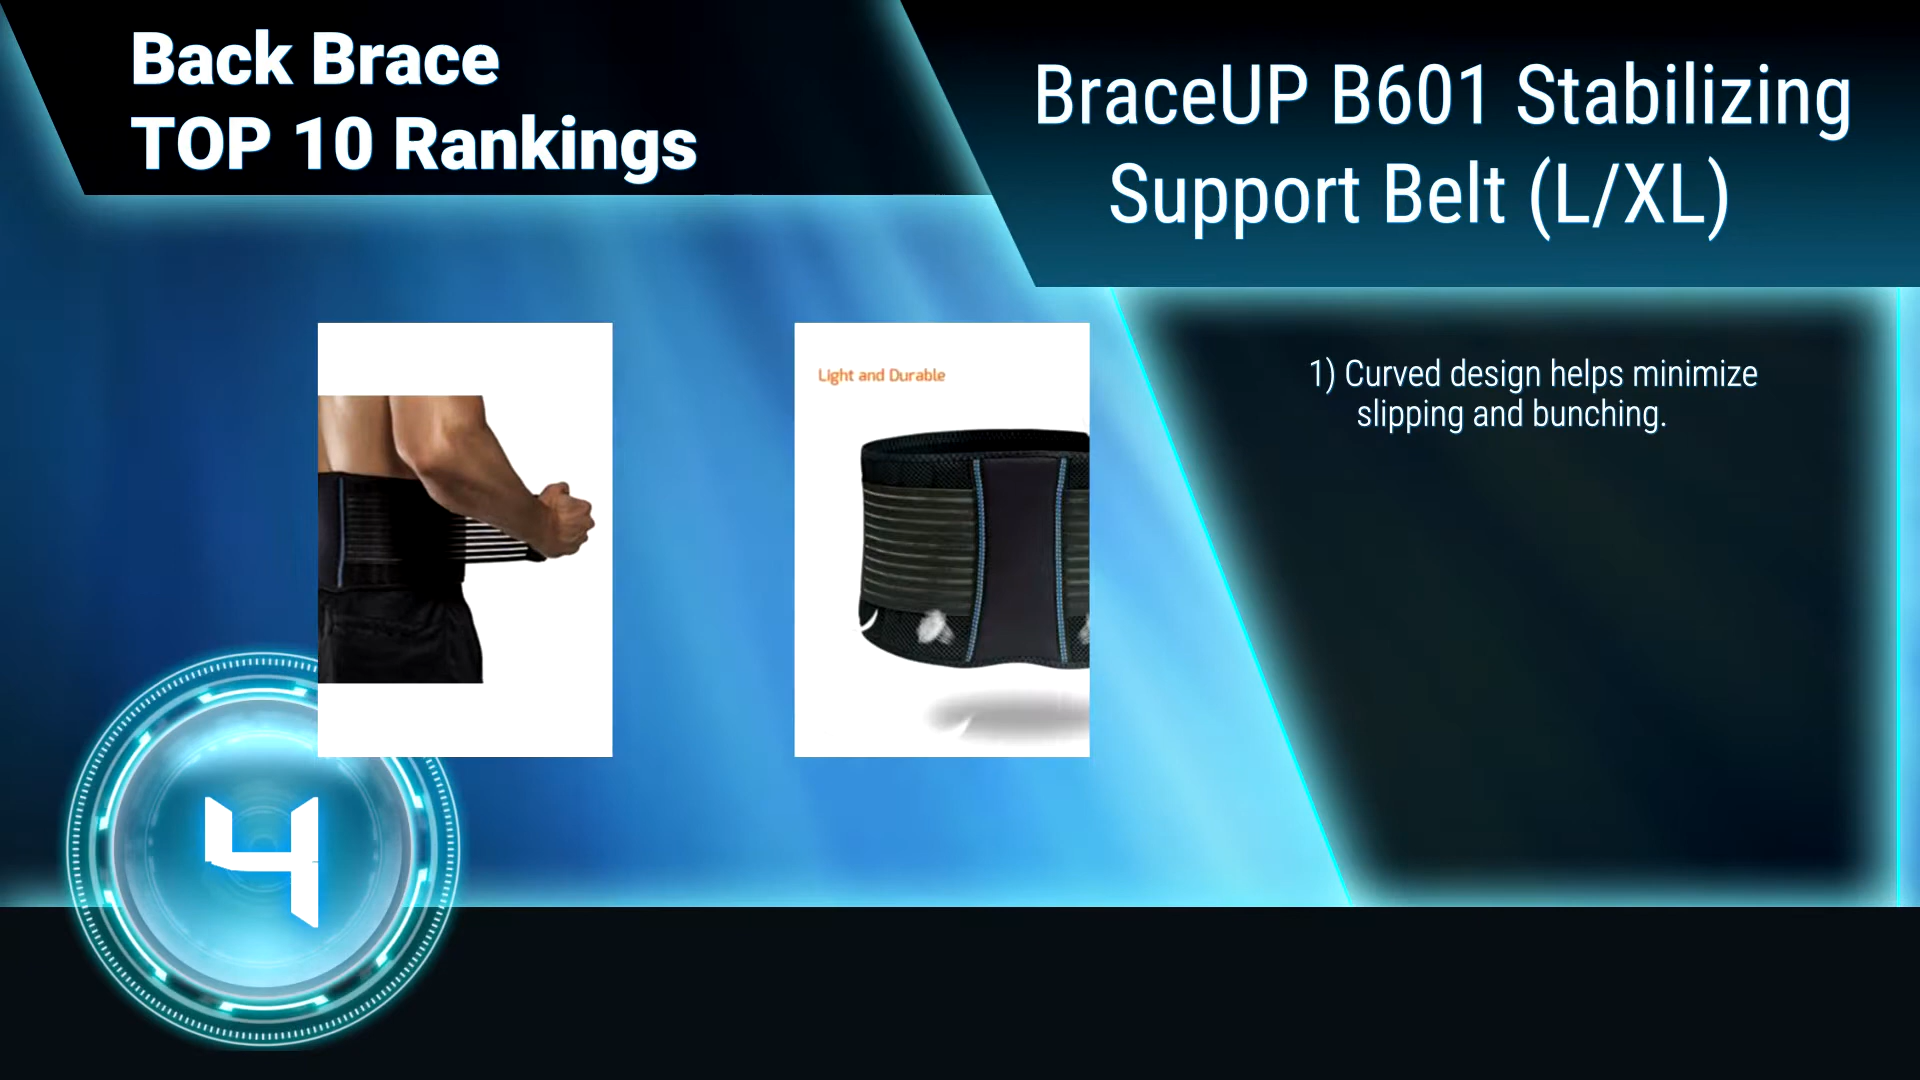 Back Brace
TOP 10 Rankings
BraceUP B601 Stabilizing
Support Belt (L/XL)
Light and Durable
1) Curved design helps minimize
slipping and bunching.
4